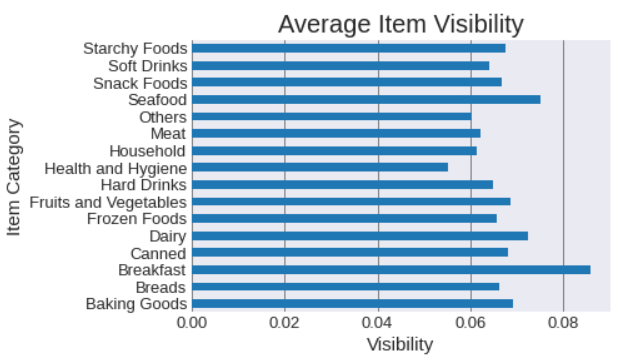 Average Item Visibility
Item Category
Starchy Foods
Soft Drinks
Snack Foods
Seafood
Others
Meat
Household
Health and Hygiene
Hard Drinks
Fruits and Vegetables
Frozen Foods
Dairy
Canned
Breakfast
Breads
Baking Goods
0.00 0.02 0.04 0.06 0.08
Visibility